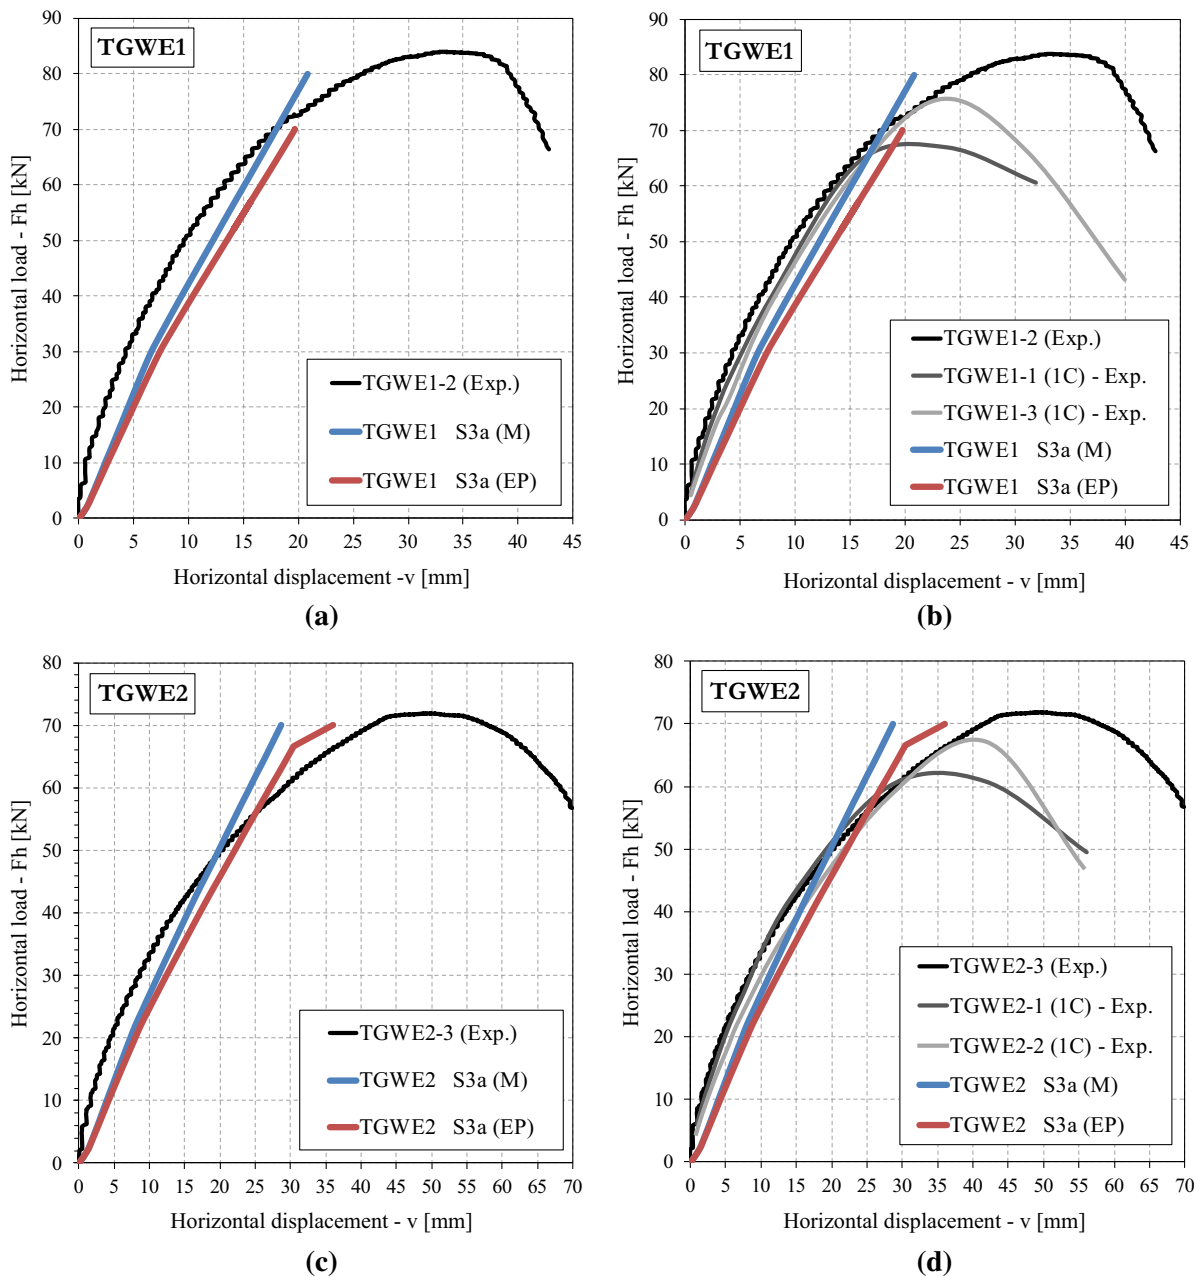 TGWE1
Horizontal load - Fh [kN]
90
80
70
60
50
40
30
20
10
0
TGWE1-2 (Exp.)
TGWE1 S3a (M)
TGWE1 S3a (EP)
0 5 10 15 20 25 30 35 40 45
Horizontal displacement -v [mm]
(a)
TGWE1
Horizontal load - Fh [kN]
90
80
70
60
50
40
30
20
10
0
TGWE1-2 (Exp.)
TGWE1-1 (1C) - Exp.
TGWE1-3 (1C) - Exp.
TGWE1 S3a (M)
TGWE1 S3a (EP)
0 5 10 15 20 25 30 35 40 45
Horizontal displacement - v [mm]
(b)
TGWE2
Horizontal load - Fh [kN]
80
70
60
50
40
30
20
10
0
TGWE2-3 (Exp.)
TGWE2 S3a (M)
TGWE2 S3a (EP)
0 5 10 15 20 25 30 35 40 45 50 55 60 65 70
Horizontal displacement - v [mm]
(c)
TGWE2
Horizontal load - Fh [kN]
80
70
60
50
40
30
20
10
0
TGWE2-3 (Exp.)
TGWE2-1 (1C) - Exp.
TGWE2-2 (1C) - Exp.
TGWE2 S3a (M)
TGWE2 S3a (EP)
0 5 10 15 20 25 30 35 40 45 50 55 60 65 70
Horizontal displacement - v [mm]
(d)